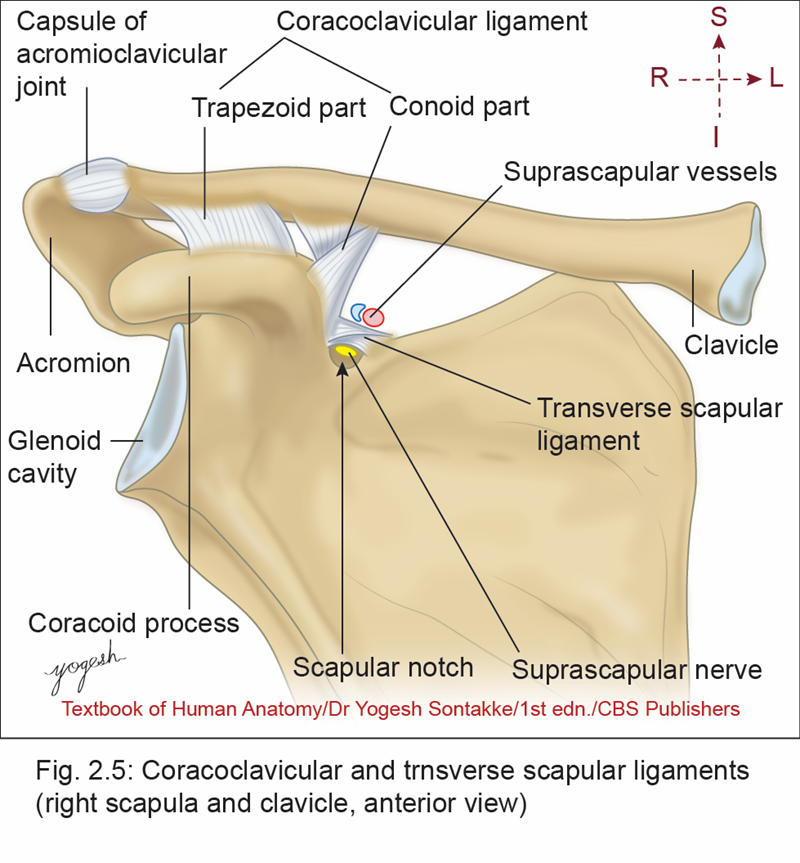 Capsule of
acromioclavicular
joint
Coracoclavicular ligament
Trapezoid part
Conoid part
S
R
L
I
Suprascapular vessels
Clavicle
Acromion
Transverse scapular
ligament
Glenoid
cavity
Coracoid process
yogesh
Scapular notch
Suprascapular nerve
Textbook of Human Anatomy/Dr Yogesh Sontakke/1st edn./CBS Publishers
Fig. 2.5: Coracoclavicular and trnsverse scapular ligaments
(right scapula and clavicle, anterior view)